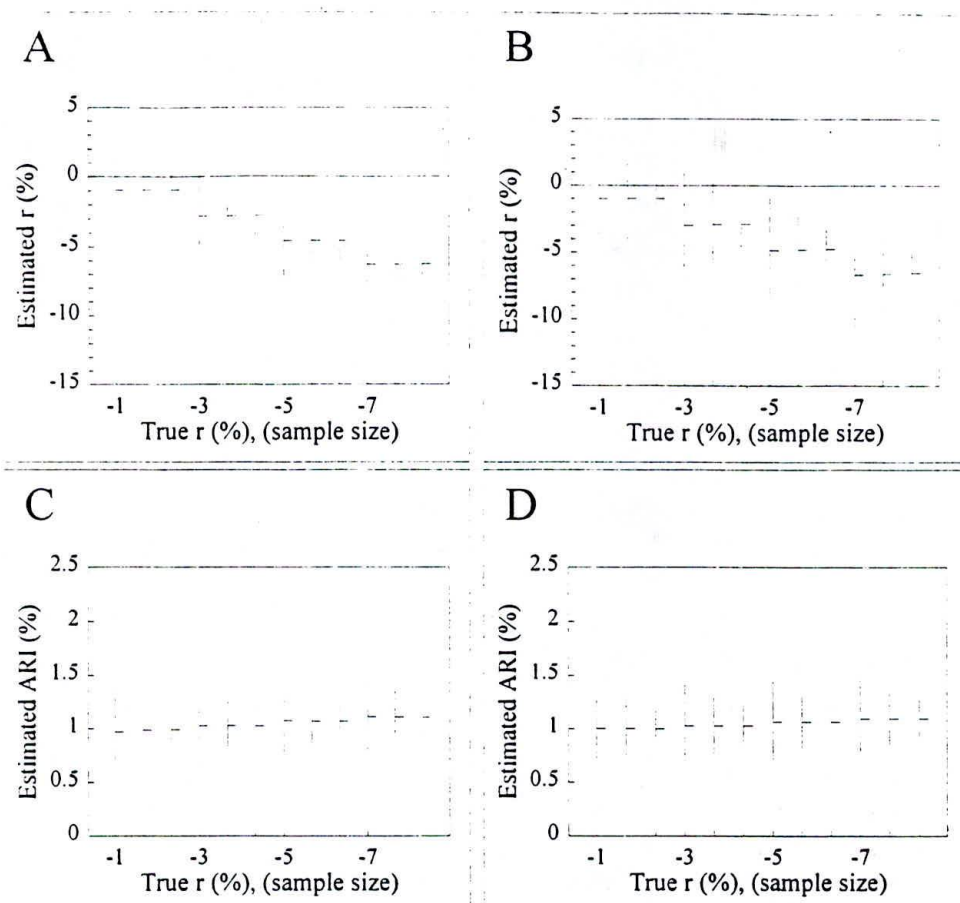 A
Estimated r (%)
5
0
-5
-10
-15
-1 -3 -5 -7
True r (%), (sample size)
B
Estimated r (%)
5
0
-5
-10
-15
-1 -3 -5 -7
True r (%), (sample size)
C
Estimated ARI (%)
2.5
2
1.5
1
0.5
0
-1 -3 -5 -7
True r (%), (sample size)
D
Estimated ARI (%)
2.5
2
1.5
1
0.5
0
-1 -3 -5 -7
True r (%), (sample size)